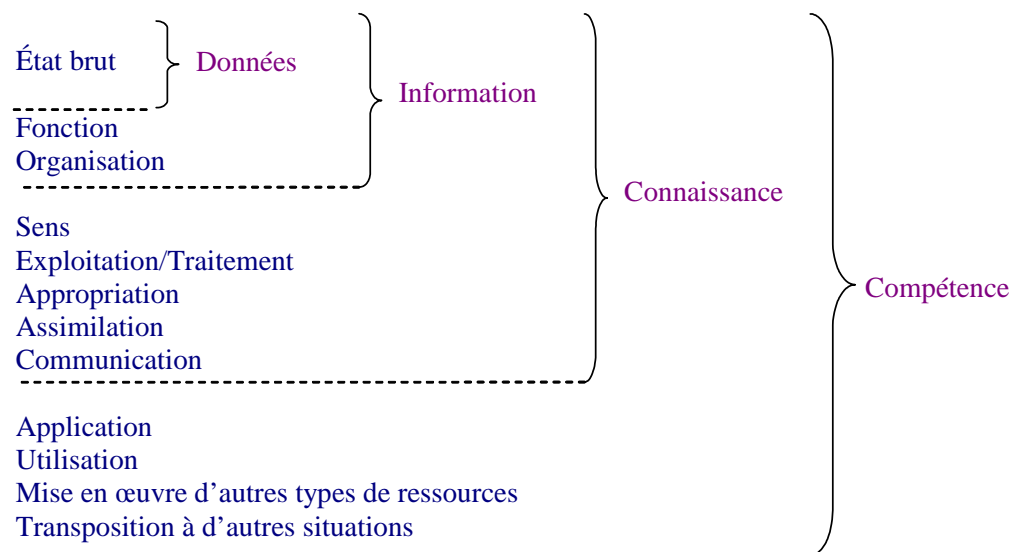 État brut
Données
Information
Fonction
Organisation
Connaissance
Sens
Exploitation/Traitement
Appropriation
Compétence
Assimilation
Communication
Application
Utilisation
Mise en œuvre d’autres types de ressources
Transposition à d’autres situations